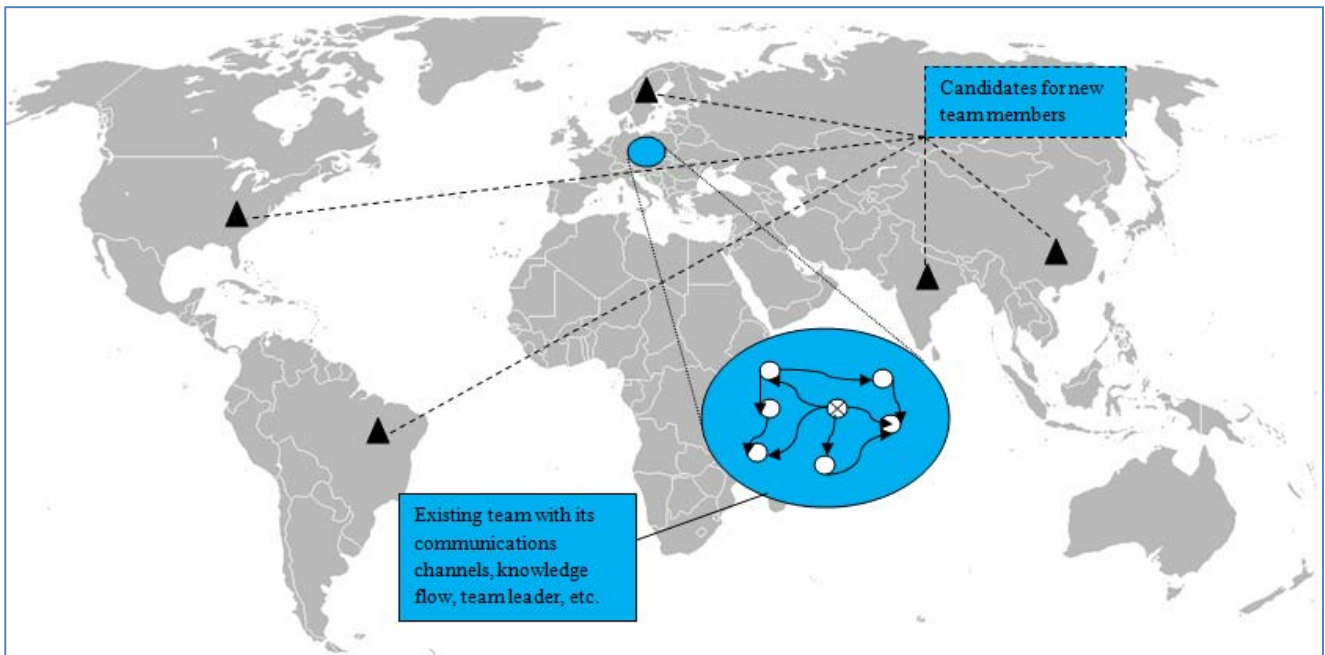 Candidates for new
team members
Existing team with its
communications
channels, knowledge
flow, team leader, etc.